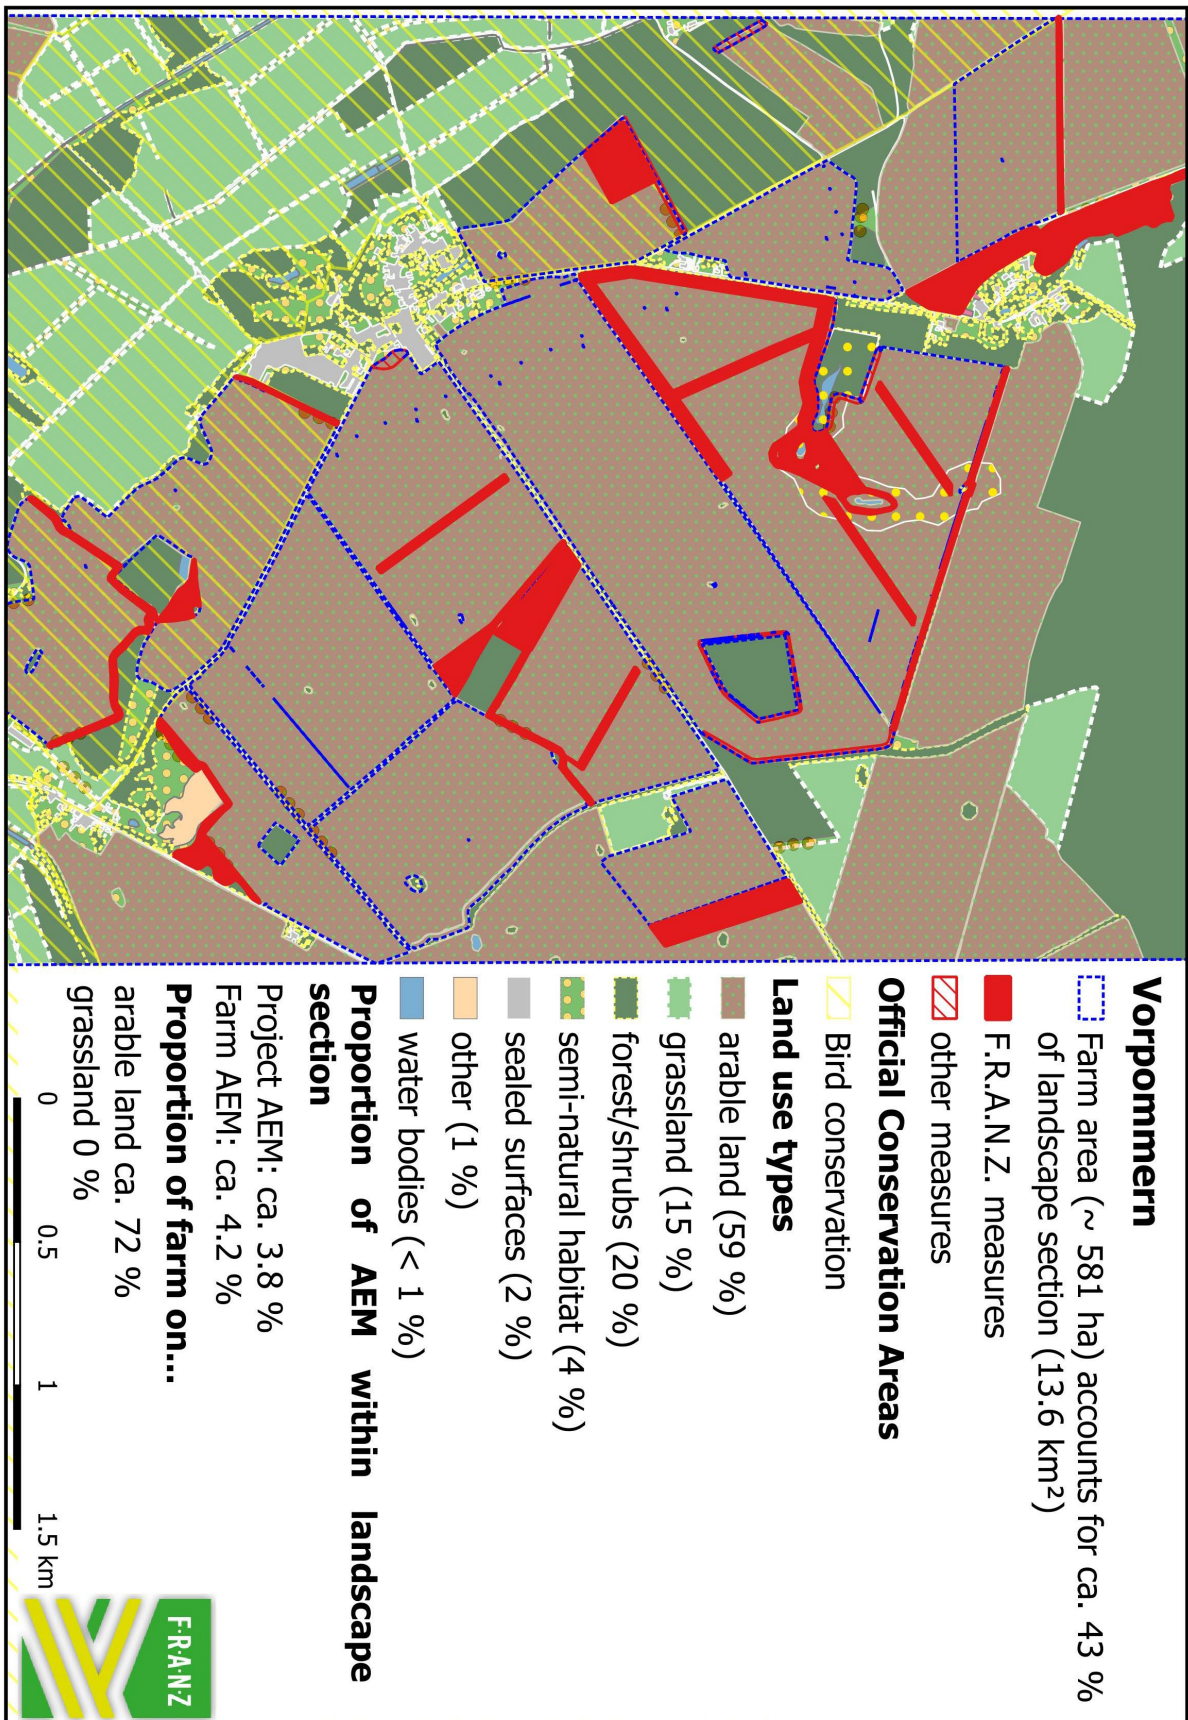 Vorpommern
Farm area (~ 581 ha) accounts for ca. 43 %
of landscape section (13.6 km²)
F.R.A.N.Z. measures
other measures
Official Conservation Areas
Bird conservation
Land use types
arable land (59 %)
grassland (15 %)
forest/shrubs (20 %)
semi-natural habitat (4 %)
sealed surfaces (2 %)
other (1 %)
water bodies (< 1 %)
Proportion of AEM within landscape
section
Project AEM: ca. 3.8 %
Farm AEM: ca. 4.2 %
Proportion of farm on...
arable land ca. 72 %
grassland 0 %
0 0.5 1 1.5 km
F·R·A·N·Z